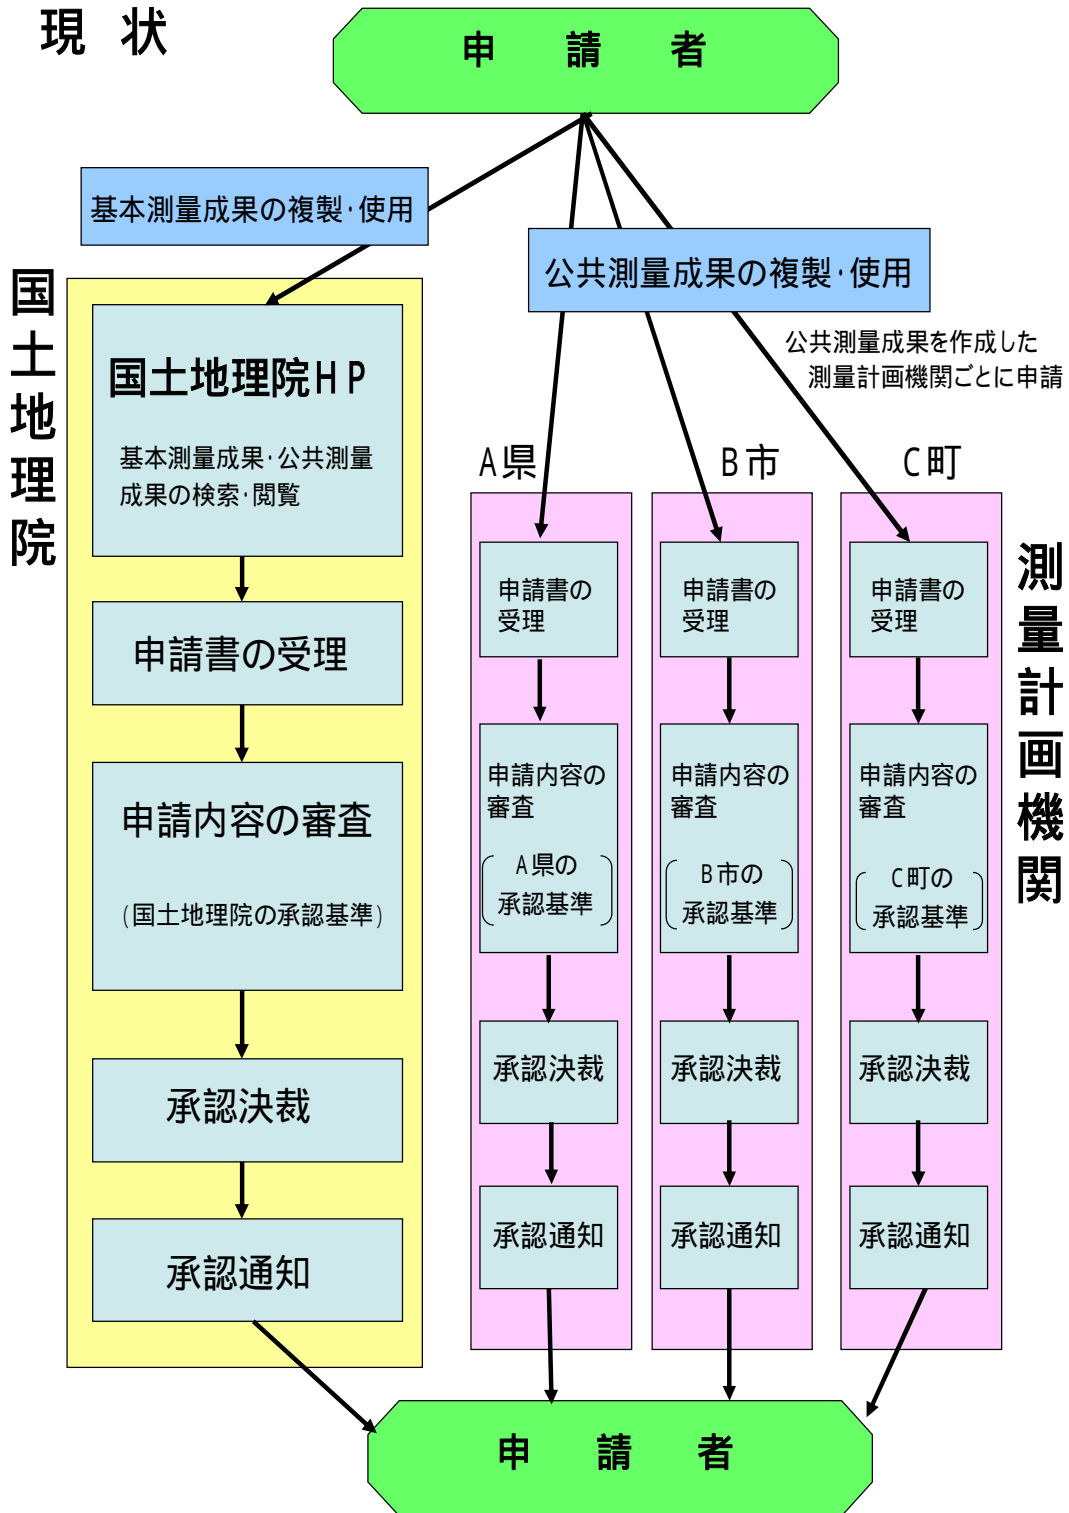 現 状
申 請 者
基本測量成果の複製・使用
公共測量成果の複製・使用
公共測量成果を作成した
測量計画機関ごとに申請
国土地理院
国土地理院HP
基本測量成果・公共測量
成果の検索・閲覧
申請書の受理
申請内容の審査
(国土地理院の承認基準)
承認決裁
承認通知
A県
申請書の
受理
申請内容の
審査
A県の
承認基準
承認決裁
承認通知
B市
申請書の
受理
申請内容の
審査
B市の
承認基準
承認決裁
承認通知
C町
申請書の
受理
申請内容の
審査
C町の
承認基準
承認決裁
承認通知
測量計画機関
申 請 者